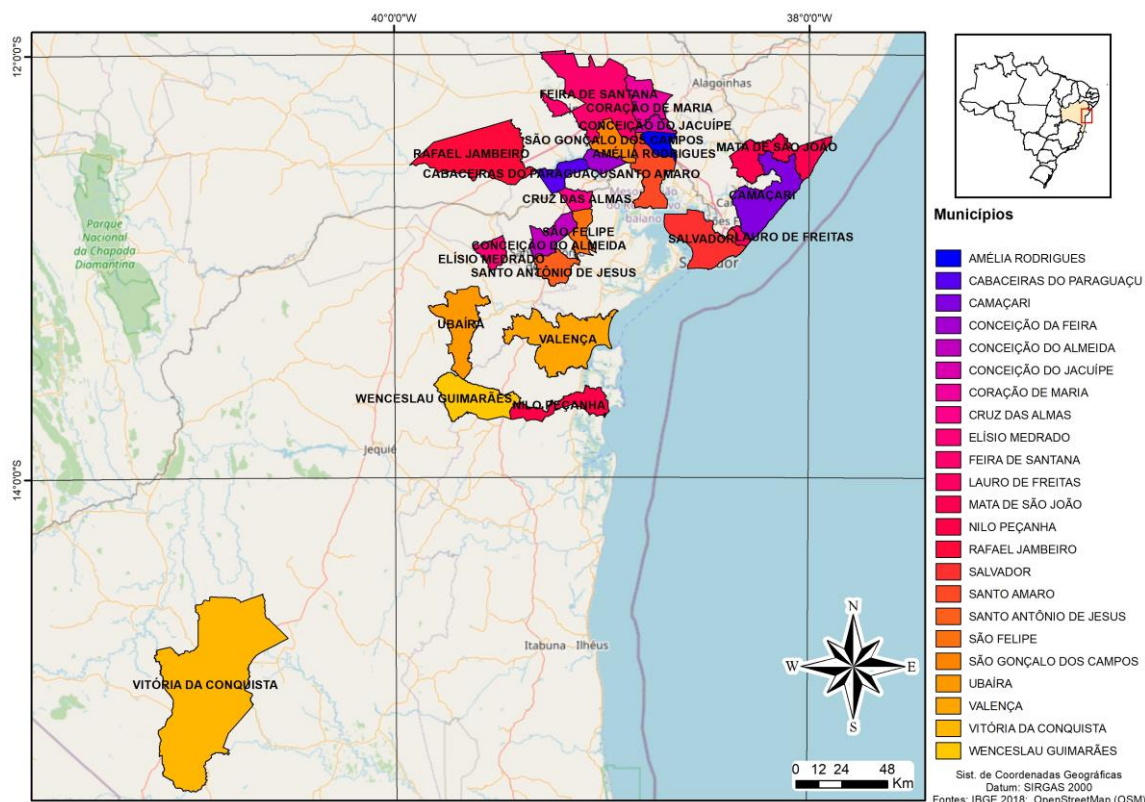 40°0'0"W
38°0'0"W
12°0'0"S
14°0'0"S
Alagoinhas
FEIRA DE SANTANA
CORAÇÃO DE MARIA
CONCEIÇÃO DO JACUÍPE
SÃO GONÇALO DOS CAMPOS
MATA DE SÃO JOÃO
RAFAEL JAMBEIRO
AMÉLIA RODRIGUES
CABACEIRAS DO PARAGUAÇU
SANTO AMARO
CRUZ DAS ALMAS
CAMAÇARI
baiano
Parque
Nacional
da Chapada
Diamantina
SÃO FELIPE
SALVADOR
LAURO DE FREITAS
CONCEIÇÃO DO ALMEIDA
ELÍSIO MEDRADO
SANTO ANTÔNIO DE JESUS
UBAÍRA
VALENÇA
WENCESLAU GUIMARÃES
NILO PEÇANHA
Jequié
Itabuna Ilhéus
VITÓRIA DA CONQUISTA
N
W
E
S
0 12 24 48
Km
Municípios
AMÉLIA RODRIGUES
CABACEIRAS DO PARAGUAÇU
CAMAÇARI
CONCEIÇÃO DA FEIRA
CONCEIÇÃO DO ALMEIDA
CONCEIÇÃO DO JACUÍPE
CORAÇÃO DE MARIA
CRUZ DAS ALMAS
ELÍSIO MEDRADO
FEIRA DE SANTANA
LAURO DE FREITAS
MATA DE SÃO JOÃO
NILO PEÇANHA
RAFAEL JAMBEIRO
SALVADOR
SANTO AMARO
SANTO ANTÔNIO DE JESUS
SÃO FELIPE
SÃO GONÇALO DOS CAMPOS
UBAÍRA
VALENÇA
VITÓRIA DA CONQUISTA
WENCESLAU GUIMARÃES
Sist. de Coordenadas Geográficas
Datum: SIRGAS 2000
Fontes: IBGE 2018; OpenStreetMap (OSM)